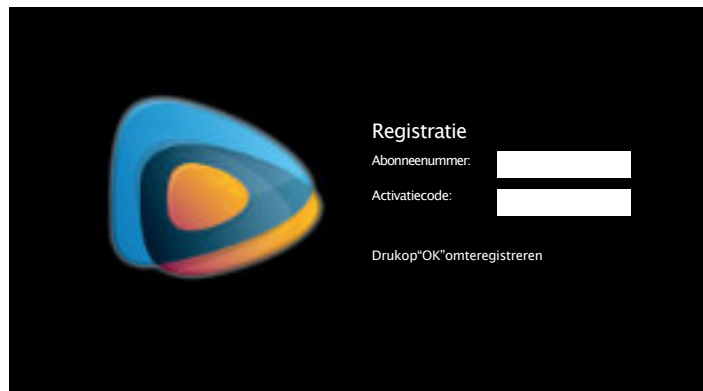 Registratie
Abonneenummer:
Activatiecode:
Drukop“OK”omteregistreren